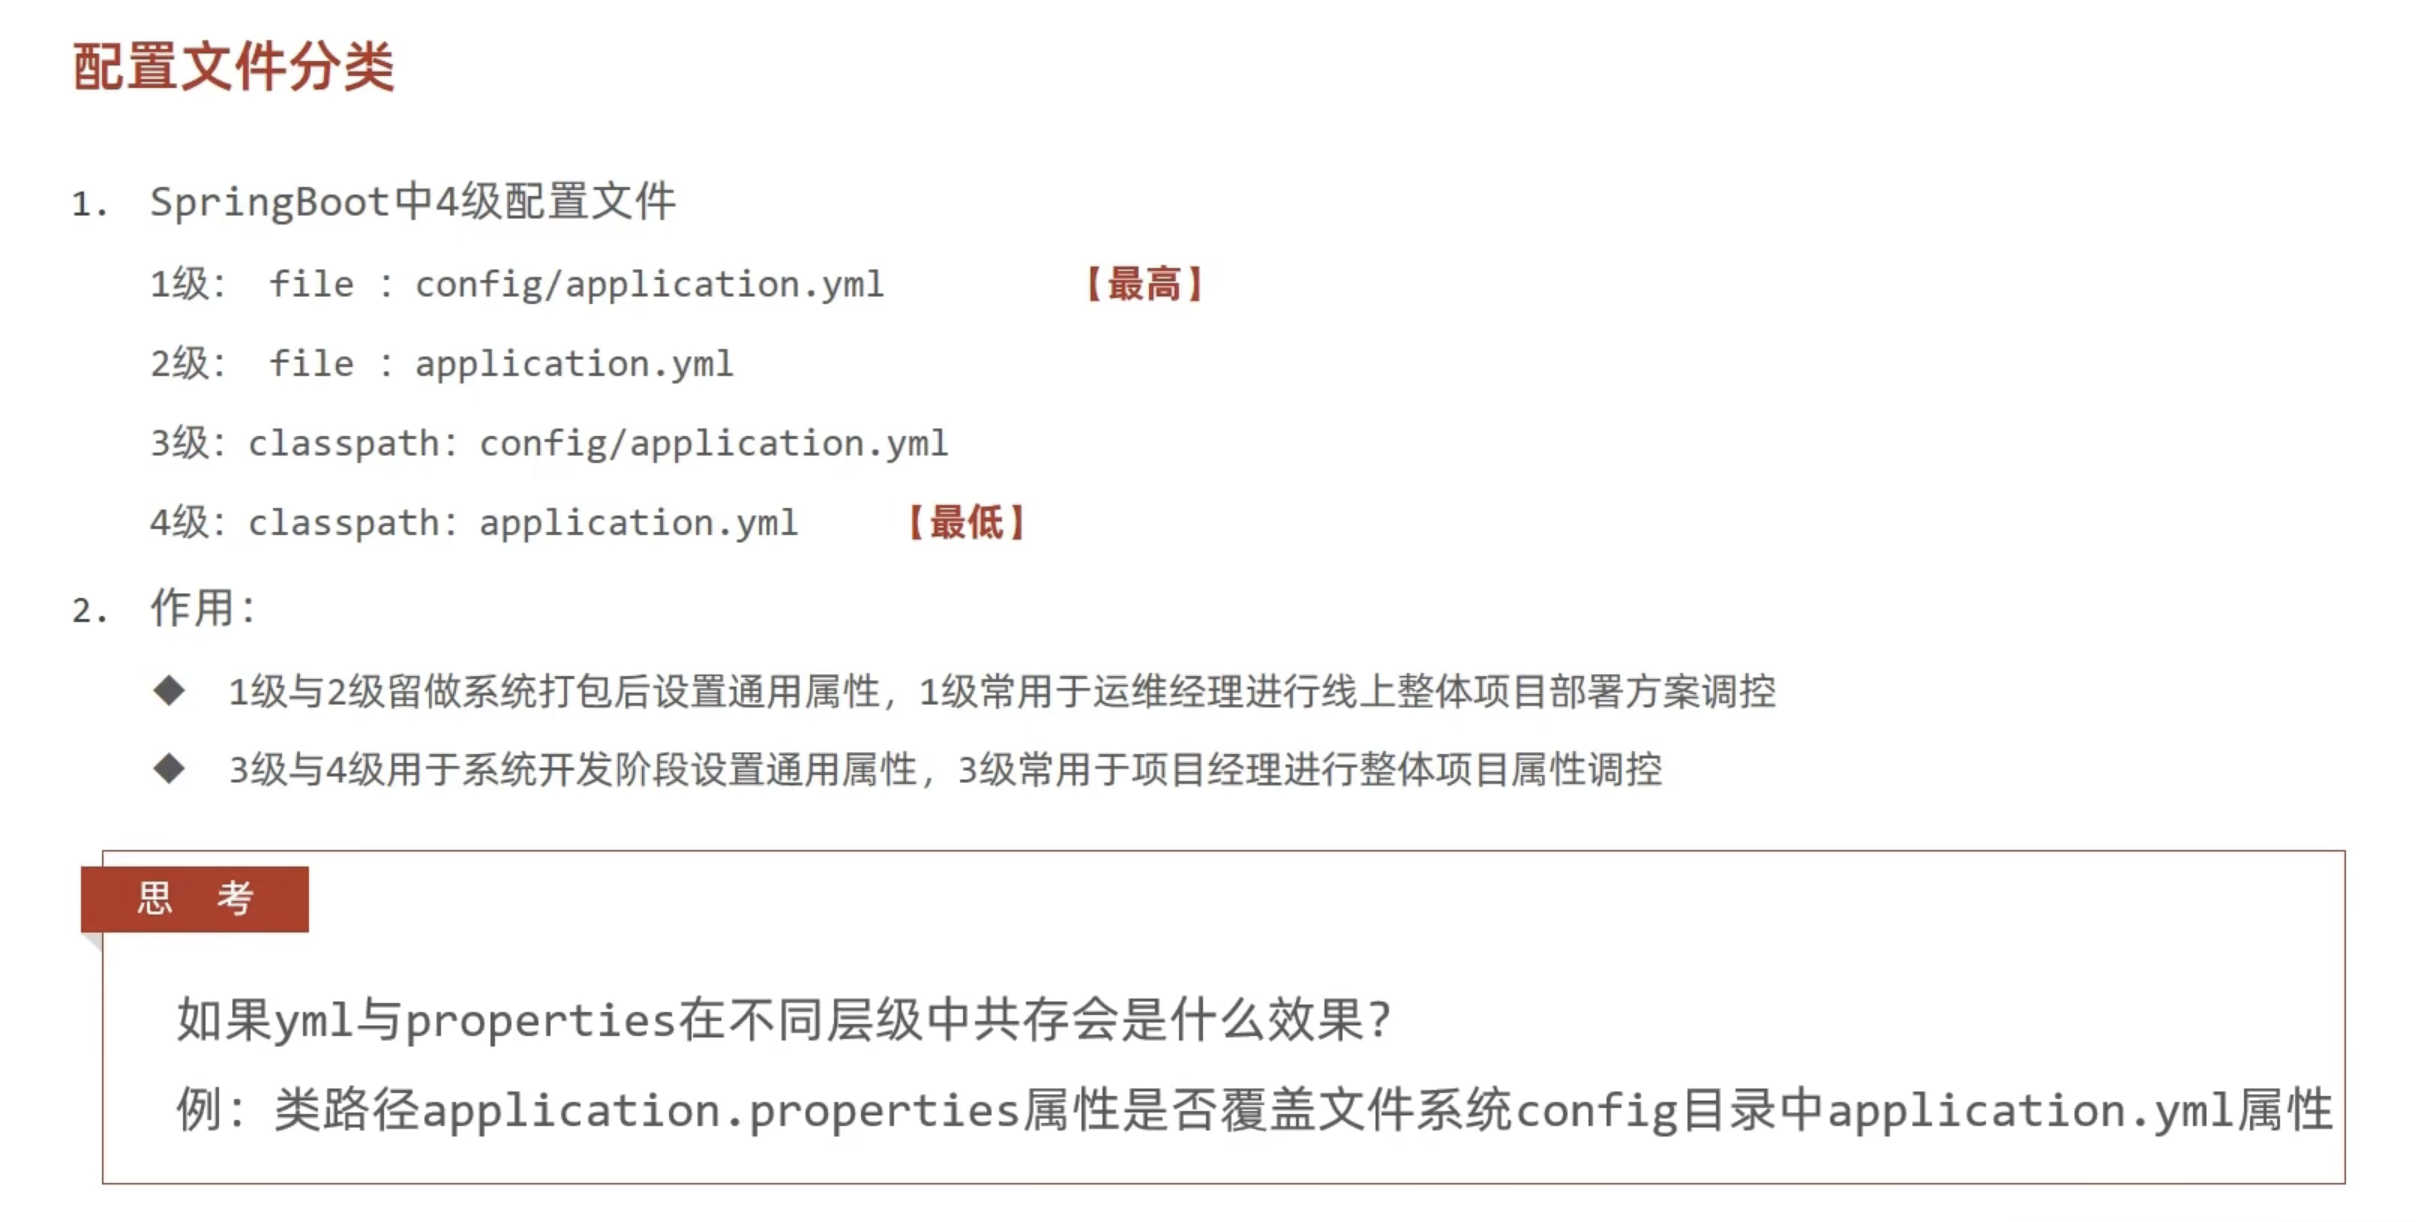 配置文件分类
1. SpringBoot中4级配置文件
1级： file ：config/application.yml 【最高】
2级： file ：application.yml
3级：classpath：config/application.yml
4级：classpath：application.yml 【最低】
2. 作用：
◆ 1级与2级留做系统打包后设置通用属性，1级常用于运维经理进行线上整体项目部署方案调控
◆ 3级与4级用于系统开发阶段设置通用属性，3级常用于项目经理进行整体项目属性调控
思 考
如果yml与properties在不同层级中共存会是什么效果？
例：类路径application.properties属性是否覆盖文件系统config目录中application.yml属性